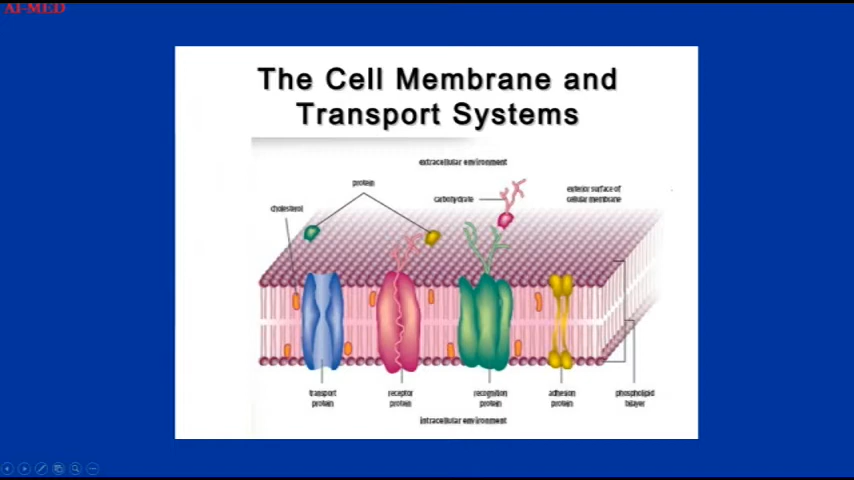 AI-MED
The Cell Membrane and
Transport Systems
extracellular environment
protein
carbohydrate
exterior surface of
cellular membrane
cholesterol
transport
protein
receptor
protein
recognition
protein
adhesion
protein
phospholipid
bilayer
intracellular environment